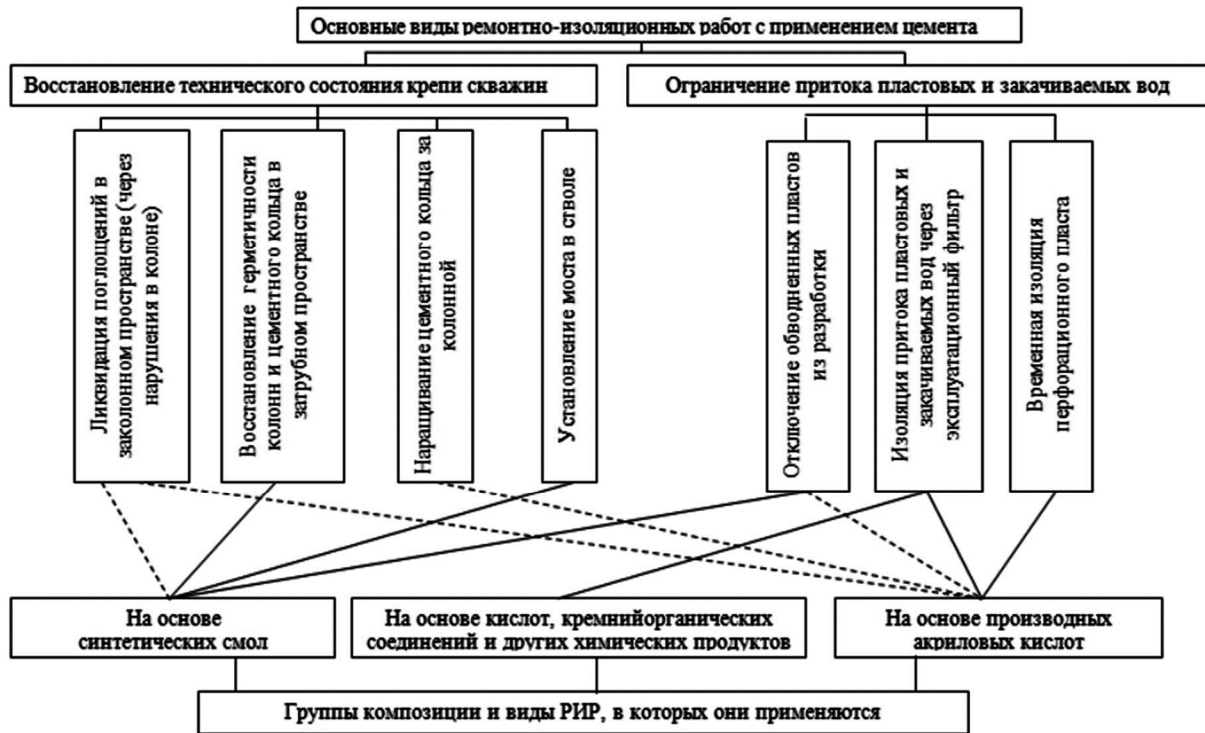 Основные виды ремонтно-изоляционных работ с применением цемента
Восстановление технического состояния крепи скважин
Ограничение притока пластовых и закачиваемых вод
Ликвидация поглощений в
заколонном пространстве (через
нарушения в колоне)
Восстановление герметичности
колонн и цементного кольца в
затрубном пространстве
Наращивание цементного кольца за
колонной
Установление моста в стволе
Отключение обводненных пластов
из разработки
Изоляция притока пластовых и
закачиваемых вод через
эксплуатационный фильтр
Временная изоляция
перфорационного пласта
На основе
синтетических смол
На основе кислот, кремнийорганических
соединений и других химических продуктов
На основе производных
акриловых кислот
Группы композиции и виды РИР, в которых они применяются